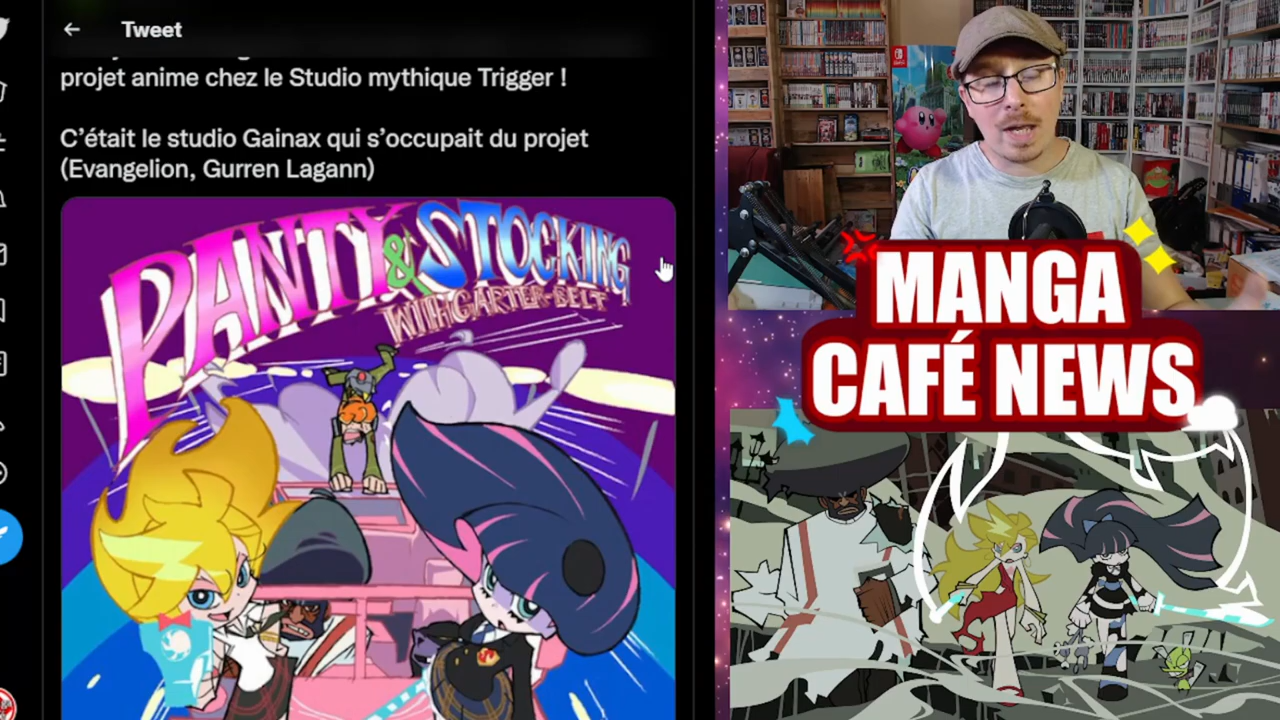 Tweet
projet anime chez le Studio mythique Trigger !
C'était le studio Gainax qui s'occupait du projet
(Evangelion, Gurren Lagann)
PANTY & STOCKING
WITH GARTER BELT
MANGA
CAFÉ NEWS